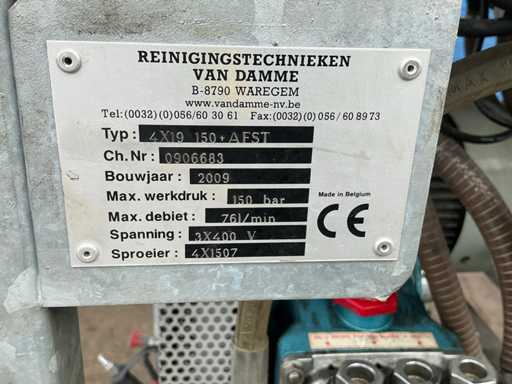 REINIGINGSTECHNIEKEN
VAN DAMME
B-8790 WAREGEM
www.vandamme-nv.be
Tel:(0032)(0)056/60 30 61 Fax:(0032)(0)056/60 89 73
Typ : 4X19 150+AFST
Ch.Nr : 0906683
Bouwjaar : 2009
Max. werkdruk : 150 bar
Made in Belgium
Max. debiet : 76l/min
CE
Spanning : 3X400 V
Sproeier : 4X1507
MAX